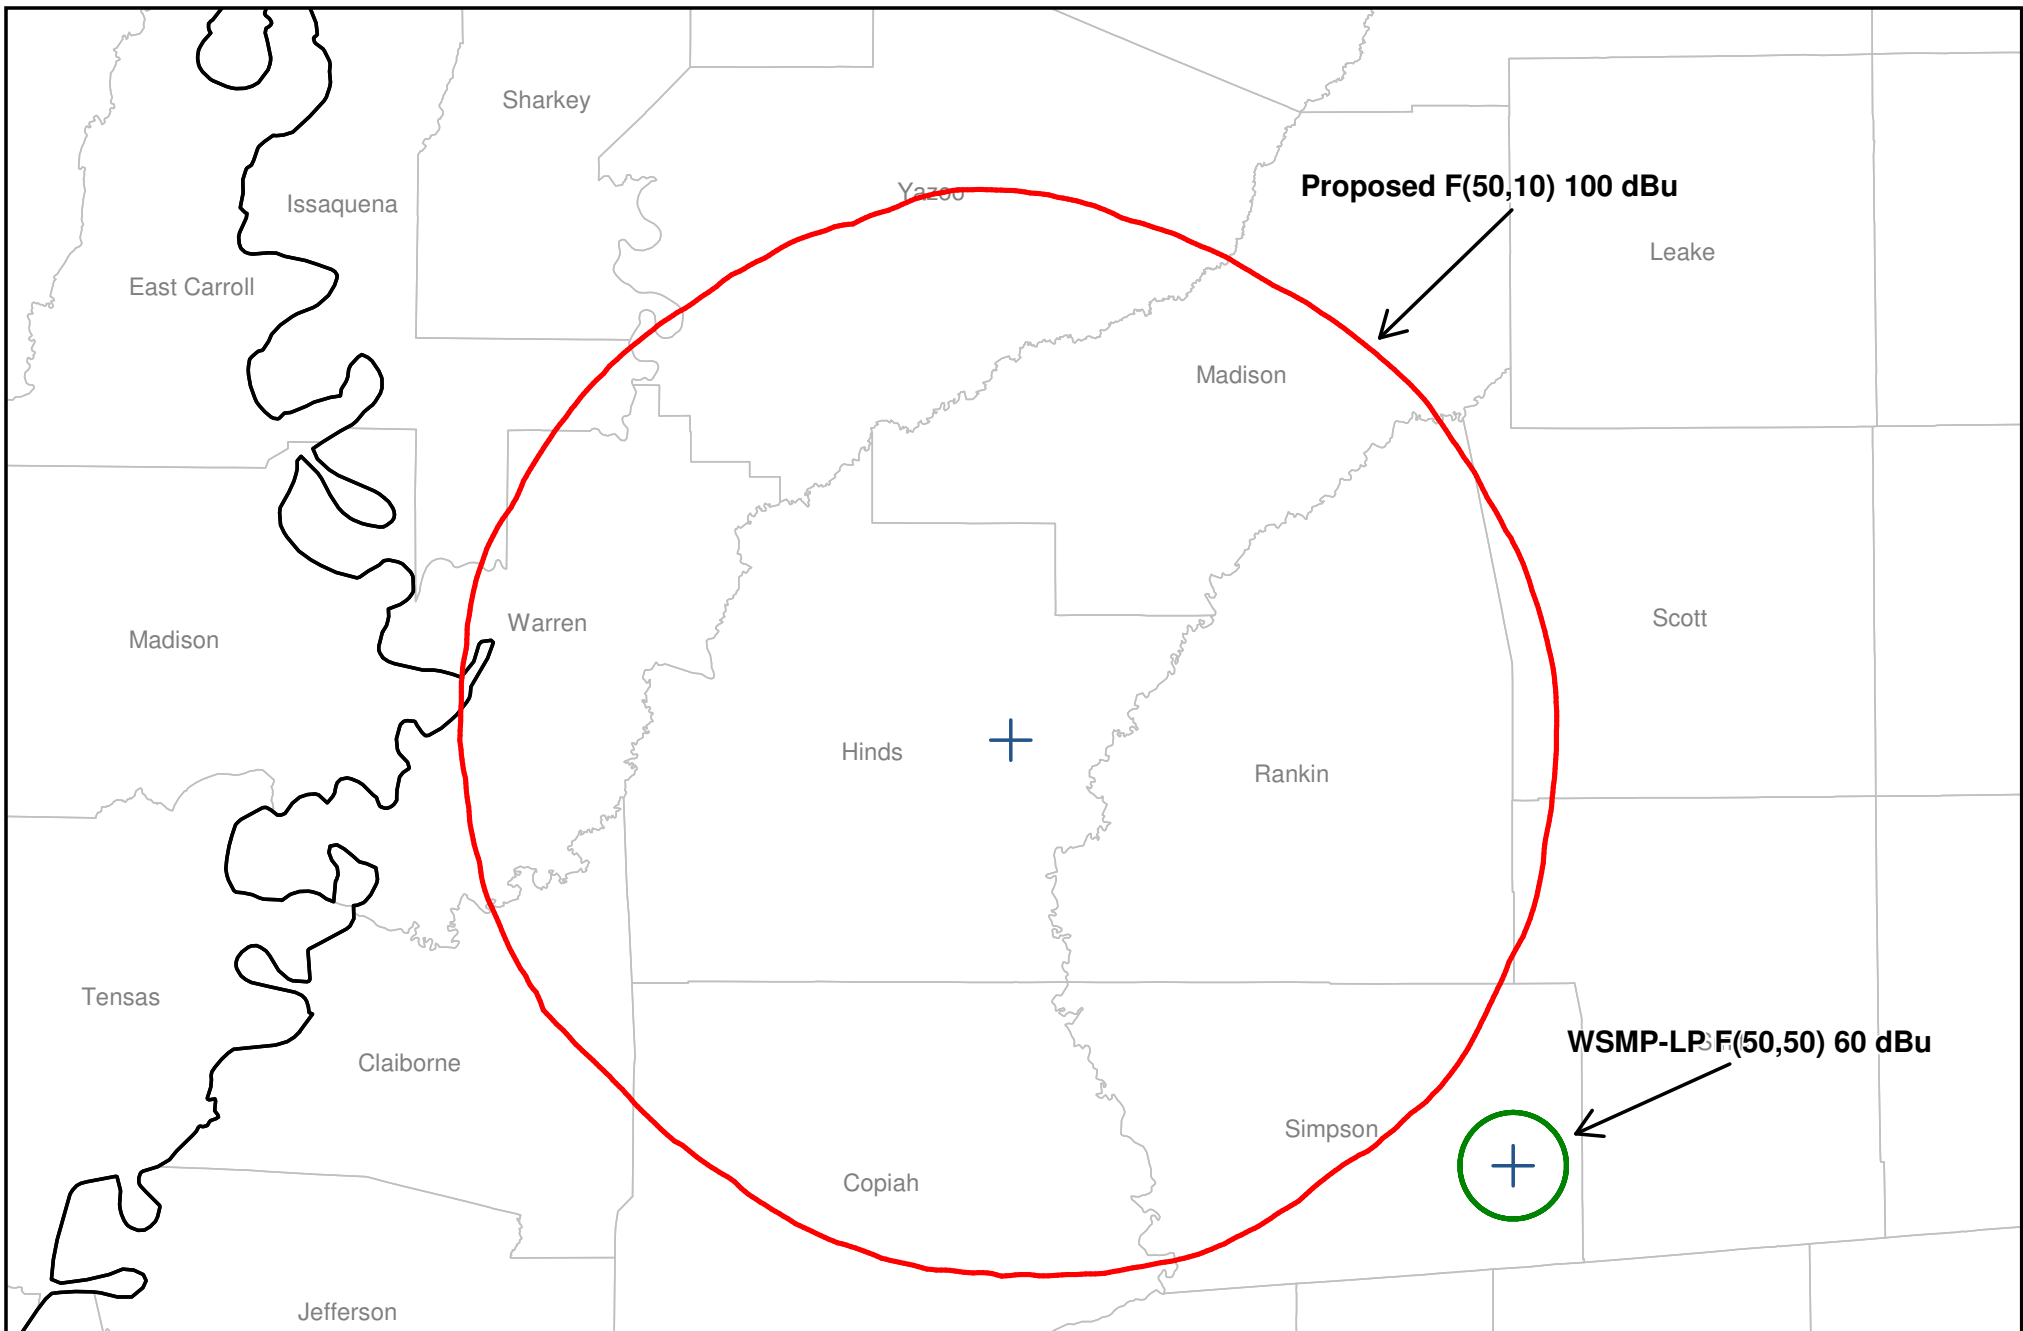 Sharkey
Proposed F(50,10) 100 dBu
Yazoo
Issaquena
Leake
East Carroll
Madison
Scott
Warren
Madison
Hinds
Rankin
Tensas
WSMP-LP F(50,50) 60 dBu
Claiborne
Simpson
Copiah
Jefferson